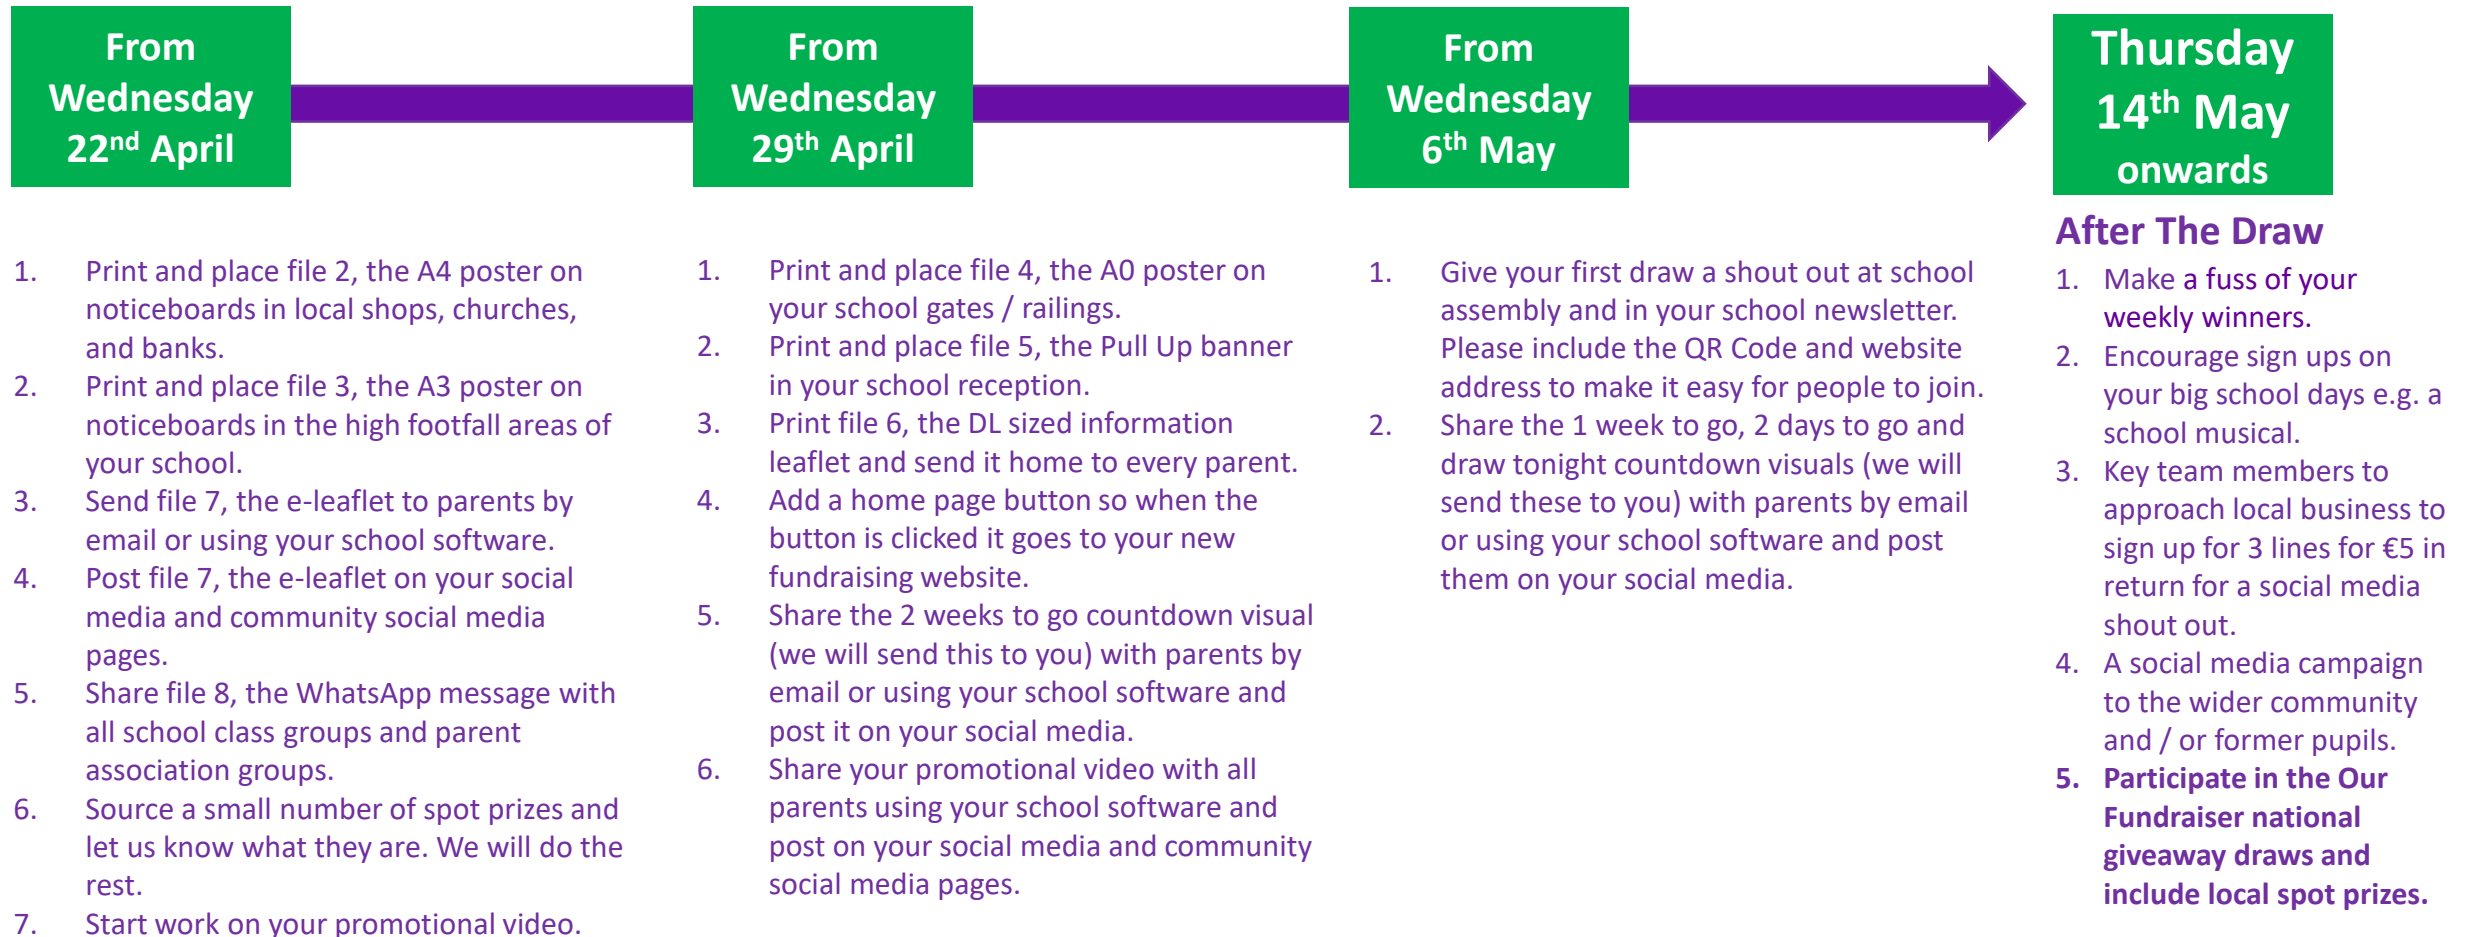 From
Wednesday
22nd April
From
Wednesday
29th April
From
Wednesday
6th May
Thursday
14th May
onwards
1. Print and place file 2, the A4 poster on
noticeboards in local shops, churches,
and banks.
2. Print and place file 3, the A3 poster on
noticeboards in the high footfall areas of
your school.
3. Send file 7, the e-leaflet to parents by
email or using your school software.
4. Post file 7, the e-leaflet on your social
media and community social media
pages.
5. Share file 8, the WhatsApp message with
all school class groups and parent
association groups.
6. Source a small number of spot prizes and
let us know what they are. We will do the
rest.
7. Start work on your promotional video.
1. Print and place file 4, the A0 poster on
your school gates / railings.
2. Print and place file 5, the Pull Up banner
in your school reception.
3. Print file 6, the DL sized information
leaflet and send it home to every parent.
4. Add a home page button so when the
button is clicked it goes to your new
fundraising website.
5. Share the 2 weeks to go countdown visual
(we will send this to you) with parents by
email or using your school software and
post it on your social media.
6. Share your promotional video with all
parents using your school software and
post on your social media and community
social media pages.
1. Give your first draw a shout out at school
assembly and in your school newsletter.
Please include the QR Code and website
address to make it easy for people to join.
2. Share the 1 week to go, 2 days to go and
draw tonight countdown visuals (we will
send these to you) with parents by email
or using your school software and post
them on your social media.
After The Draw
1. Make a fuss of your
weekly winners.
2. Encourage sign ups on
your big school days e.g. a
school musical.
3. Key team members to
approach local business to
sign up for 3 lines for €5 in
return for a social media
shout out.
4. A social media campaign
to the wider community
and / or former pupils.
5. Participate in the Our
Fundraiser national
giveaway draws and
include local spot prizes.